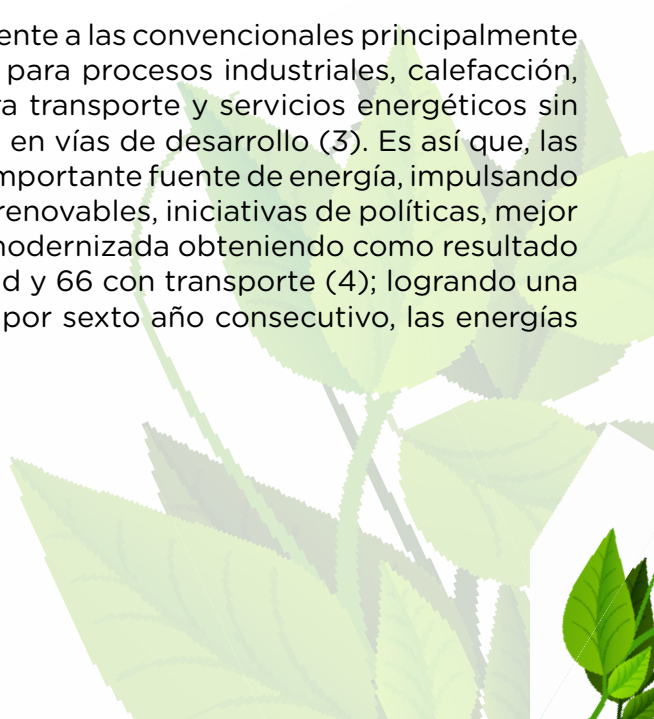 ente a las convencionales principalmente
para procesos industriales, calefacción,
a transporte y servicios energéticos sin
en vías de desarrollo (3). Es así que, las
mportante fuente de energía, impulsando
renovables, iniciativas de políticas, mejor
nodernizada obteniendo como resultado
d y 66 con transporte (4); logrando una
por sexto año consecutivo, las energías